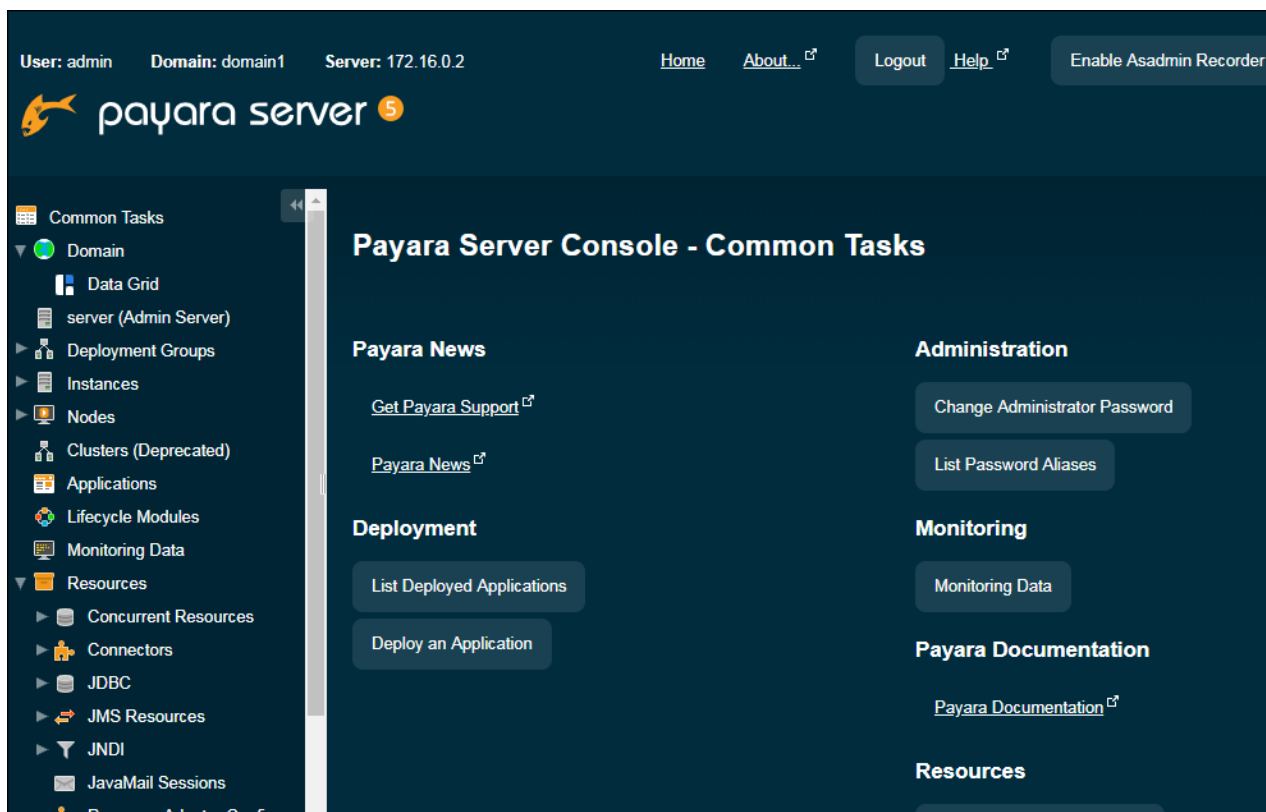 User: admin Domain: domain1 Server: 172.16.0.2 Home About... Logout Help Enable Asadmin Recorder
payara server 5
Common Tasks
Domain
Data Grid
server (Admin Server)
Deployment Groups
Instances
Nodes
Clusters (Deprecated)
Applications
Lifecycle Modules
Monitoring Data
Resources
Concurrent Resources
Connectors
JDBC
JMS Resources
JNDI
JavaMail Sessions
Payara Server Console - Common Tasks
Payara News
Get Payara Support
Payara News
Deployment
List Deployed Applications
Deploy an Application
Administration
Change Administrator Password
List Password Aliases
Monitoring
Monitoring Data
Payara Documentation
Payara Documentation
Resources